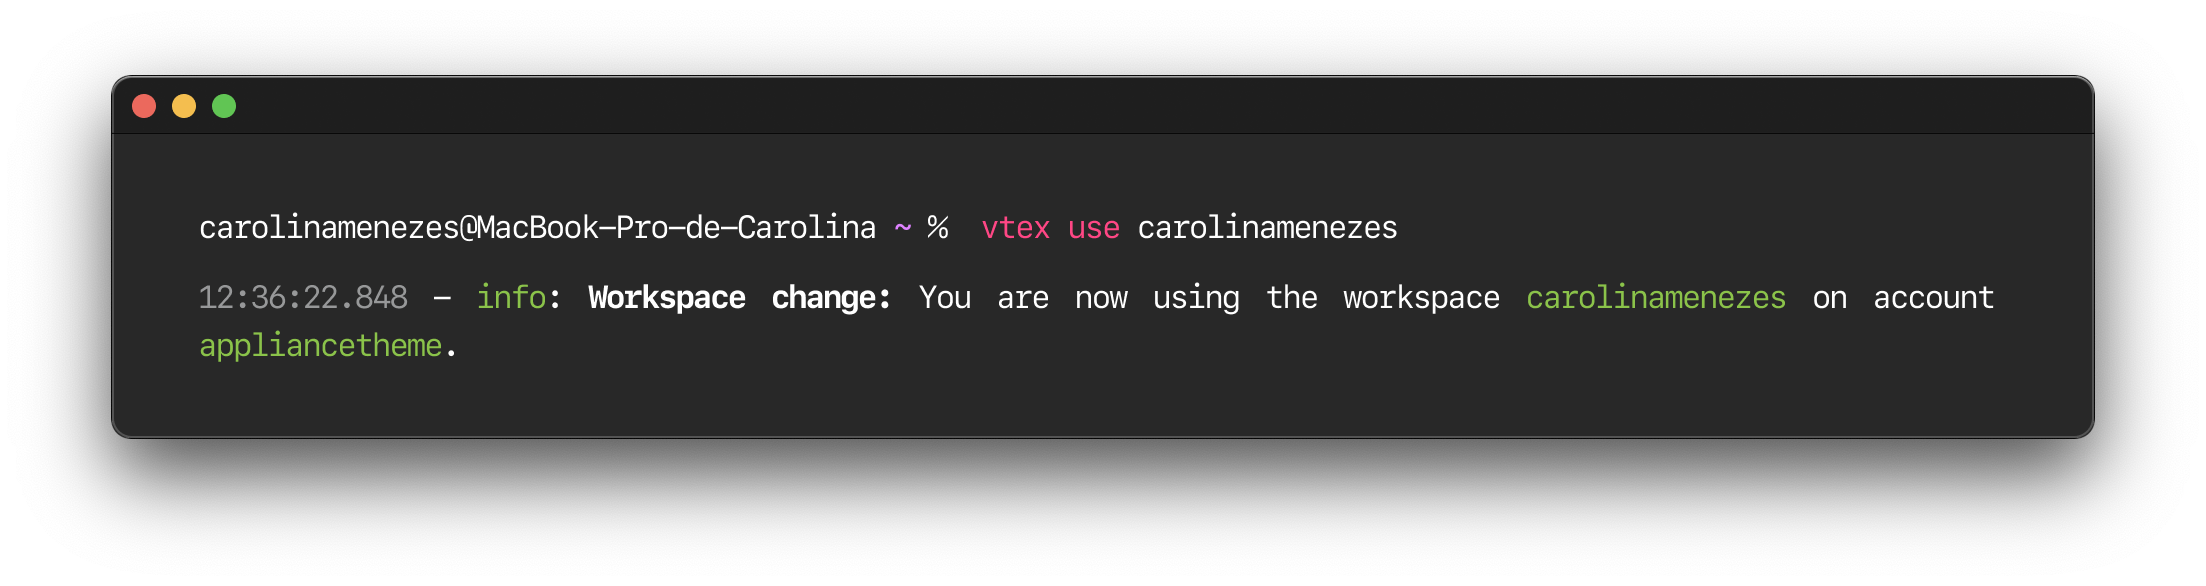 carolinamenezes@MacBook-Pro-de-Carolina ~ % vtex use carolinamenezes
12:36:22.848 - info: Workspace change: You are now using the workspace carolinamenezes on account
appliancetheme.